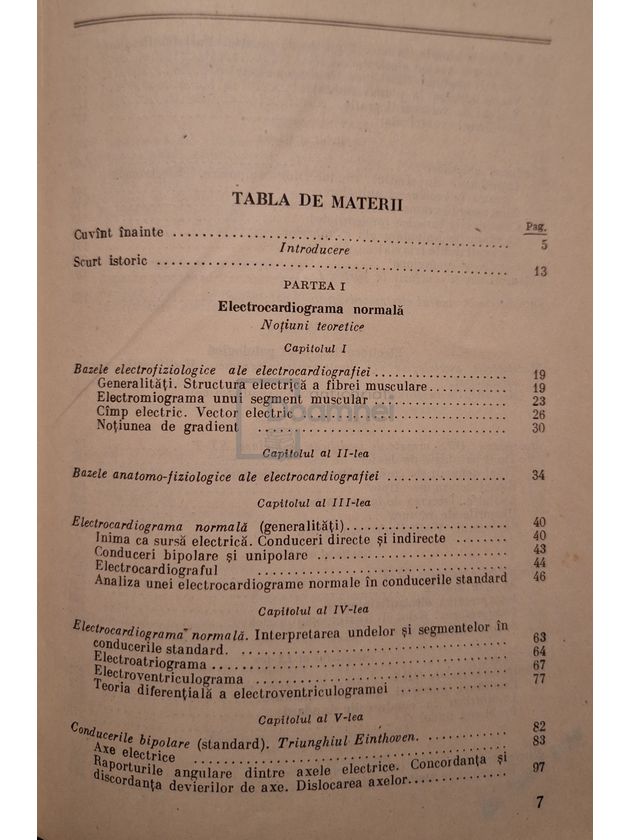 TABLA DE MATERII
Pag.
Cuvînt înainte 5
Introducere
Scurt istoric 13
PARTEA I
Electrocardiograma normală
Noțiuni teoretice
Capitolul I
Bazele electrofiziologice ale electrocardiografiei 19
Generalități. Structura electrică a fibrei musculare 19
Electromiograma unui segment muscular 23
Cîmp electric. Vector electric 26
Noțiunea de gradient 30
Capitolul al II-lea
Bazele anatomo-fiziologice ale electrocardiografiei 34
Capitolul al III-lea
Electrocardiograma normală (generalități) 40
Inima ca sursă electrică. Conduceri directe și indirecte 40
Conduceri bipolare și unipolare 43
Electrocardiograful 44
Analiza unei electrocardiograme normale în conducerile standard 46
Capitolul al IV-lea
Electrocardiograma normală. Interpretarea undelor și segmentelor în
conducerile standard. 63
Electroatriograma 64
Electroventriculograma 67
Teoria diferențială a electroventriculogramei 77
Capitolul al V-lea
Conducerile bipolare (standard). Triunghiul Einthoven. 82
Axe electrice 83
Raporturile angulare dintre axele electrice. Concordanța și
discordanța devierilor de axe. Dislocarea axelor 97
7